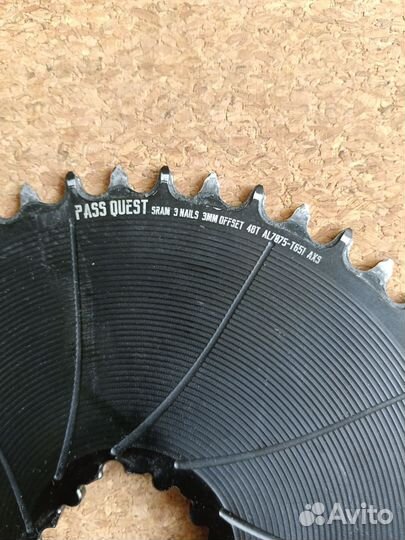 PASS QUEST SRAM 3 NAILS 3MM OFFSET 48T AL7075-T651 AXS
Avito